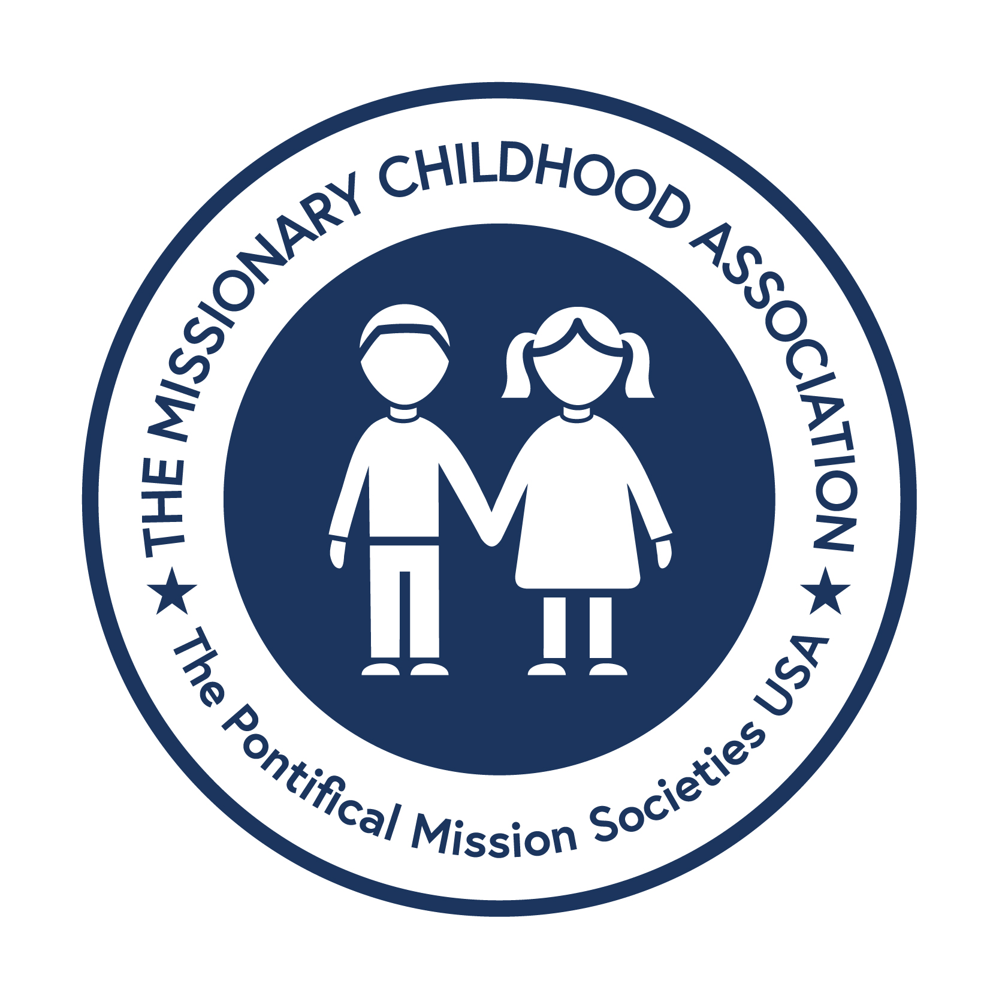 THE MISSIONARY CHILDHOOD ASSOCIATION
The Pontifical Mission Societies USA